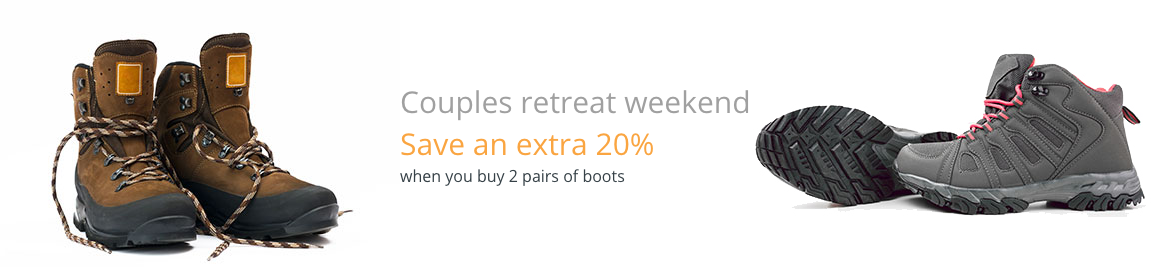 Couples retreat weekend
Save an extra 20%
when you buy 2 pairs of boots